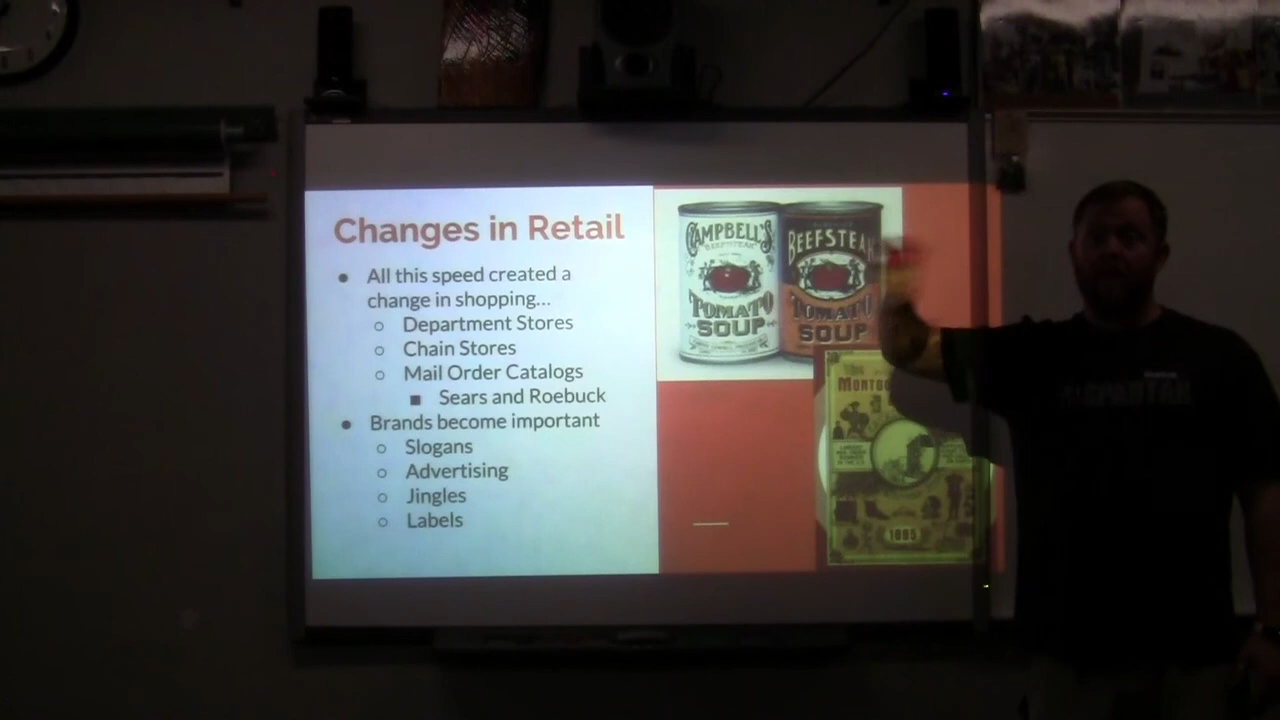 Changes in Retail
● All this speed created a
change in shopping...
○ Department Stores
○ Chain Stores
○ Mail Order Catalogs
■ Sears and Roebuck
● Brands become important
○ Slogans
○ Advertising
○ Jingles
○ Labels
CAMPBELL'S
BEEFSTEAK
TOMATO
SOUP
BEEFSTEAK
TOMATO
SOUP
1895